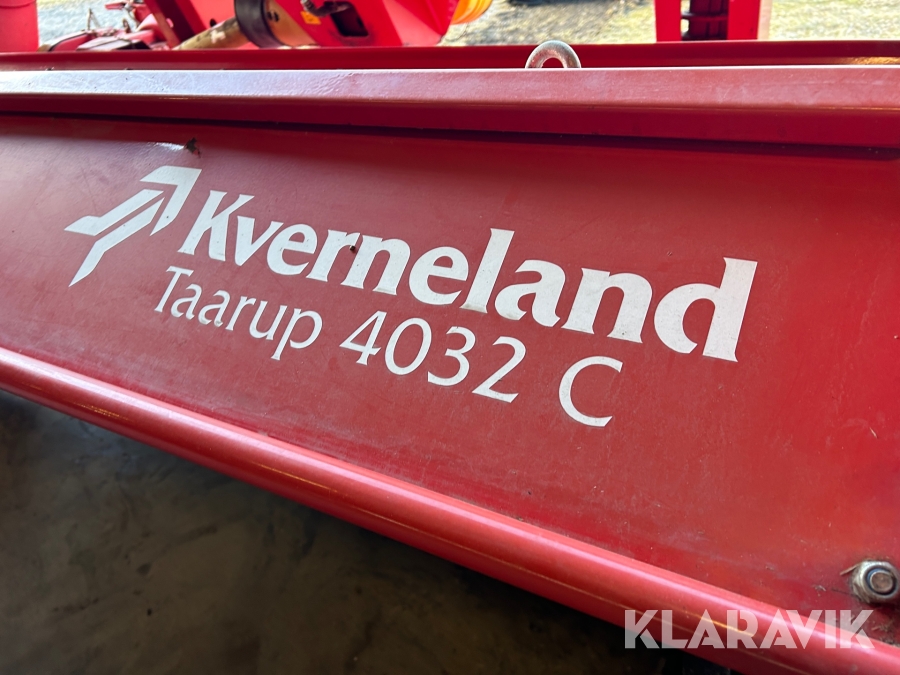 Kverneland
Taarup 4032 C
KLARAVIK